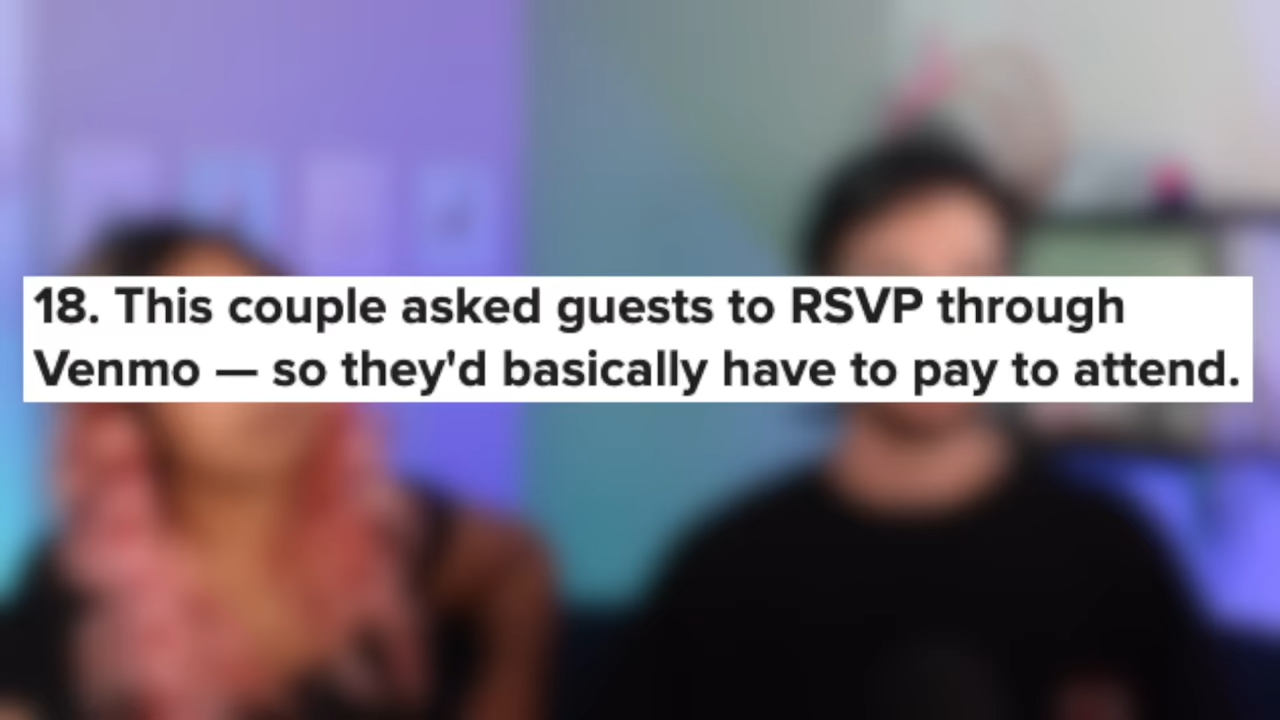 18. This couple asked guests to RSVP through
Venmo — so they'd basically have to pay to attend.